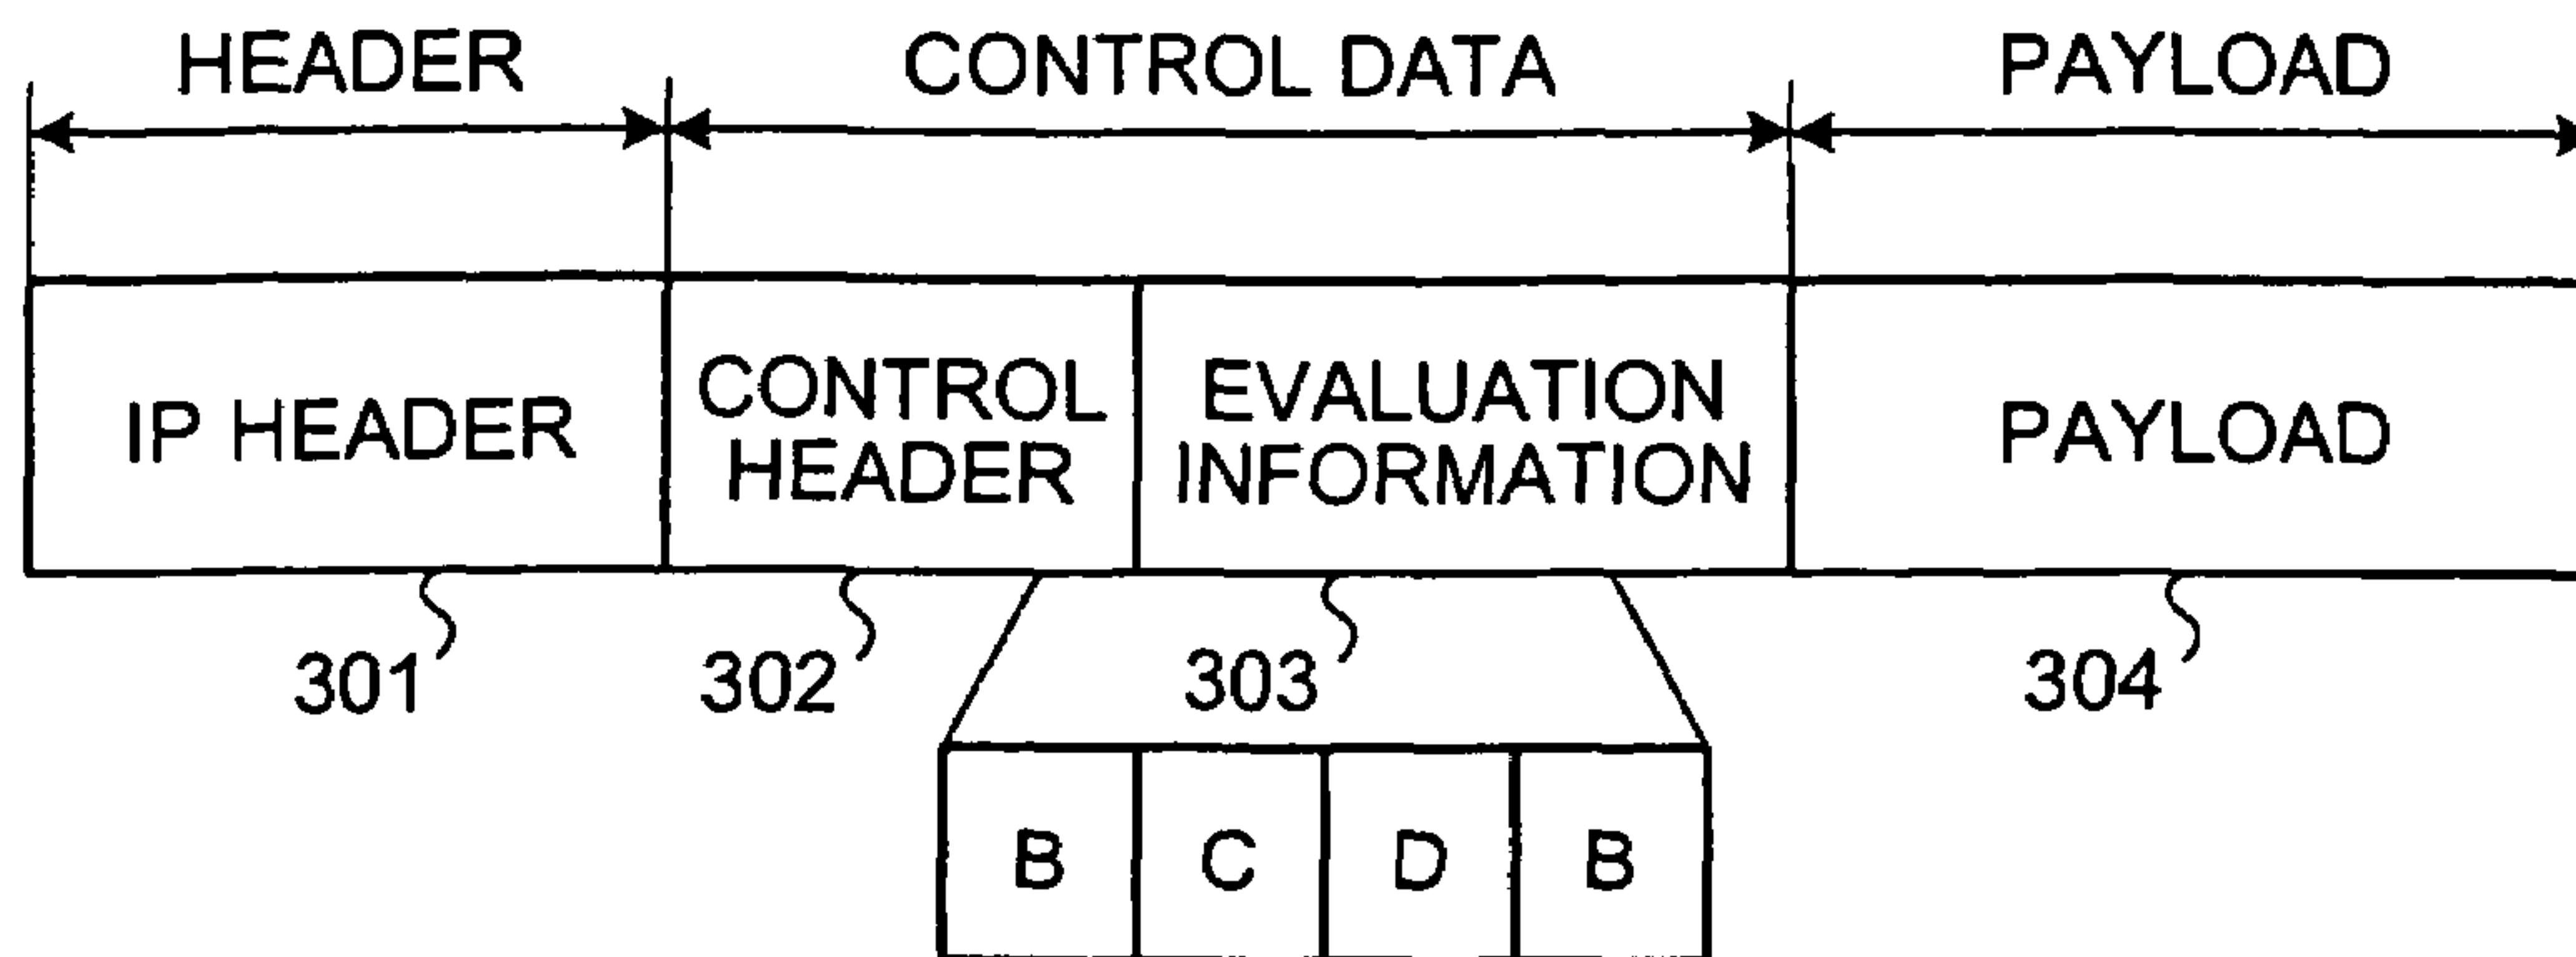 HEADER CONTROL DATA PAYLOAD
IP HEADER
CONTROL
HEADER
EVALUATION
INFORMATION
PAYLOAD
301 302 303 304
B C D B